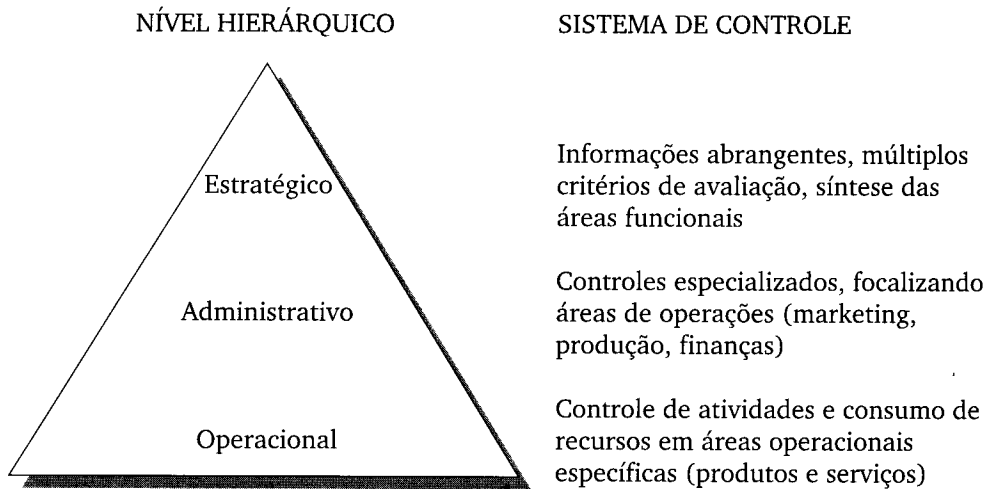 NÍVEL HIERÁRQUICO
SISTEMA DE CONTROLE
Estratégico
Informações abrangentes, múltiplos
critérios de avaliação, síntese das
áreas funcionais
Administrativo
Controles especializados, focalizando
áreas de operações (marketing,
produção, finanças)
Operacional
Controle de atividades e consumo de
recursos em áreas operacionais
específicas (produtos e serviços)